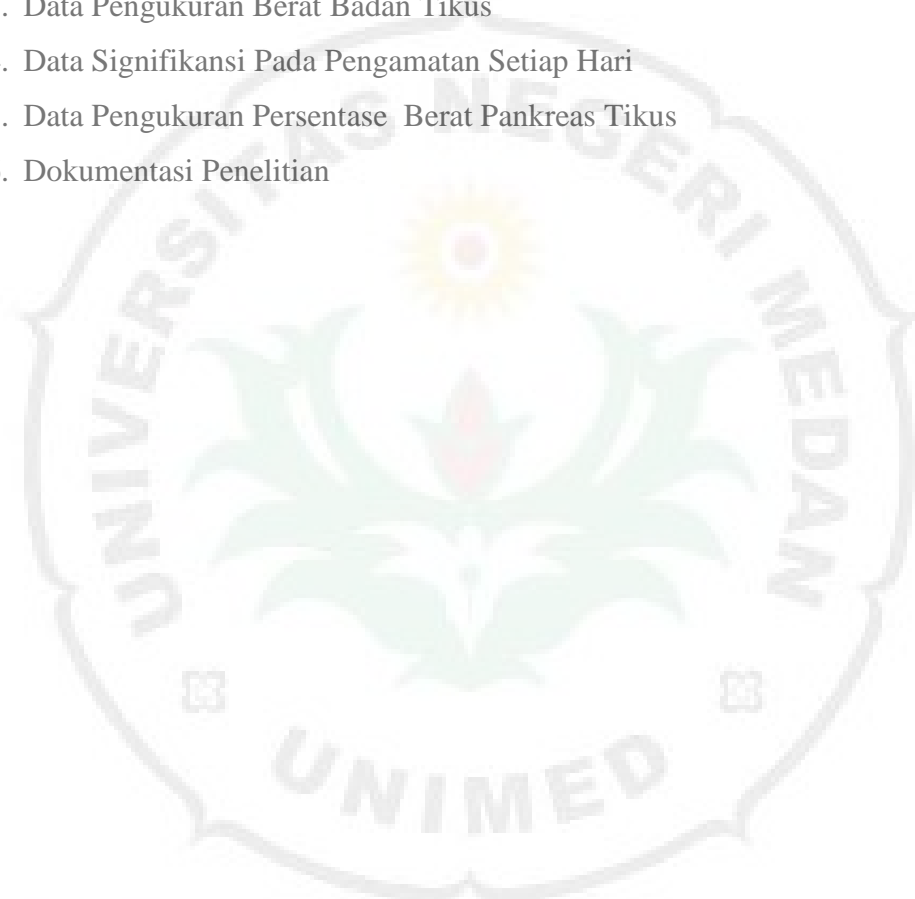 . Data Pengukuran Berat Badan Tikus
. Data Signifikansi Pada Pengamatan Setiap Hari
. Data Pengukuran Persentase Berat Pankreas Tikus
. Dokumentasi Penelitian
UNIVERSITAS NEGERI MEDAN
UNIMED